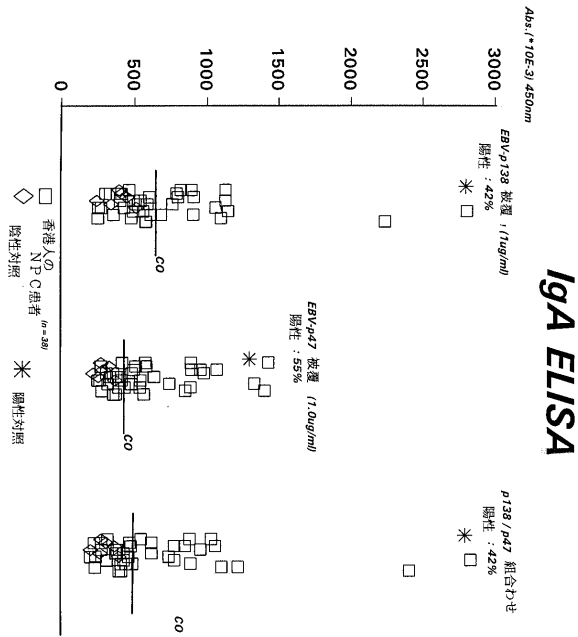 IgA ELISA
Abs.(*10E-3) 450nm
3000
2500
2000
1500
1000
500
0
EBV-p138 被覆 : (1ug/ml)
陽性 : 42%
CO
EBV-p47 被覆 (1.0ug/ml)
陽性 : 55%
CO
p138 / p47 組合わせ
陽性 : 42%
CO
香港人の
NPC患者 (n=38)
陰性対照
陽性対照